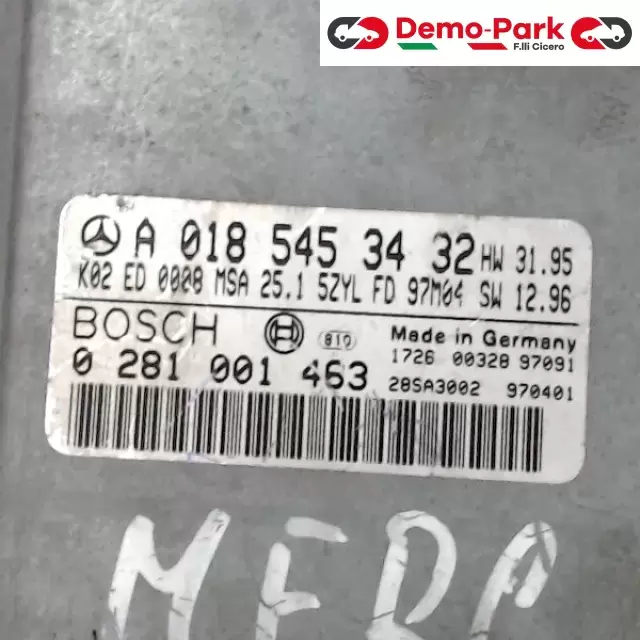 Demo-Park
F.lli Cicero
A 018 545 34 32 HW 31.95
K02 ED 0008 MSA 25.1 5ZYL FD 97M04 SW 12.96
BOSCH 810 Made in Germany
1726 00328 97091
0 281 001 463 28SA3002 970401